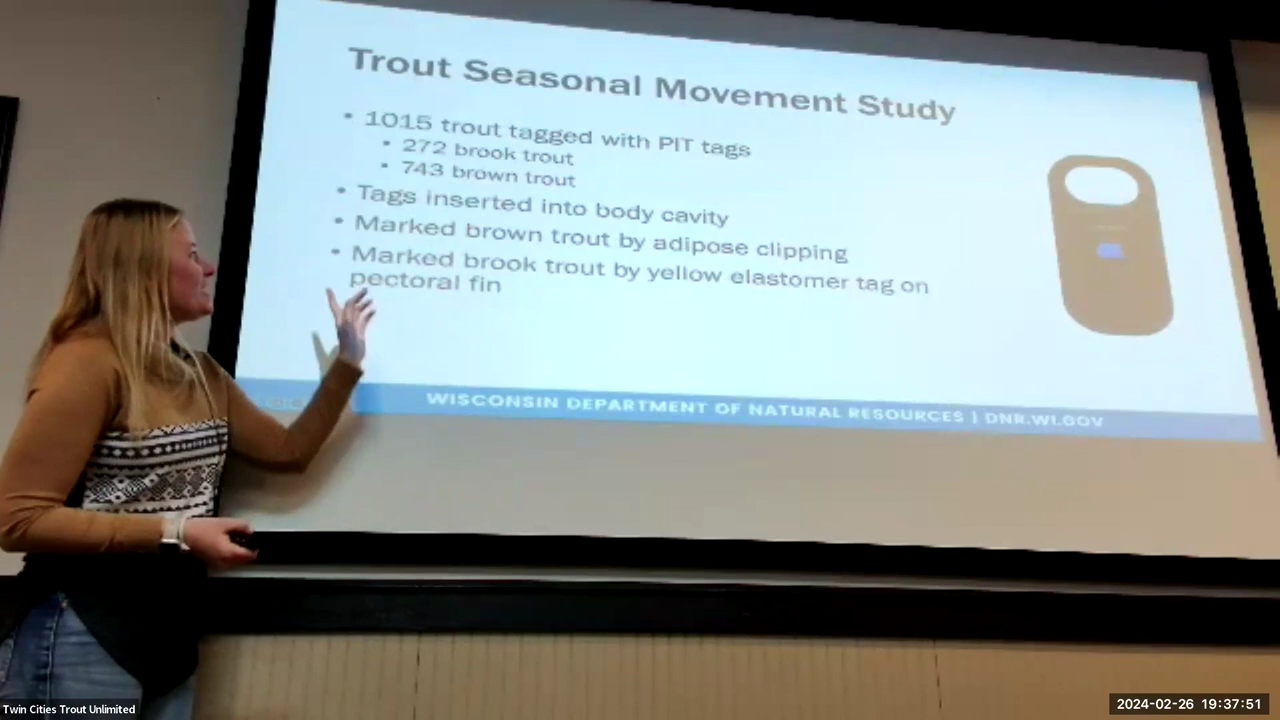 Trout Seasonal Movement Study
• 1015 trout tagged with PIT tags
• 272 brook trout
• 743 brown trout
• Tags inserted into body cavity
• Marked brown trout by adipose clipping
• Marked brook trout by yellow elastomer tag on
pectoral fin
WISCONSIN DEPARTMENT OF NATURAL RESOURCES | DNR.WI.GOV
Twin Cities Trout Unlimited
2024-02-26 19:37:51